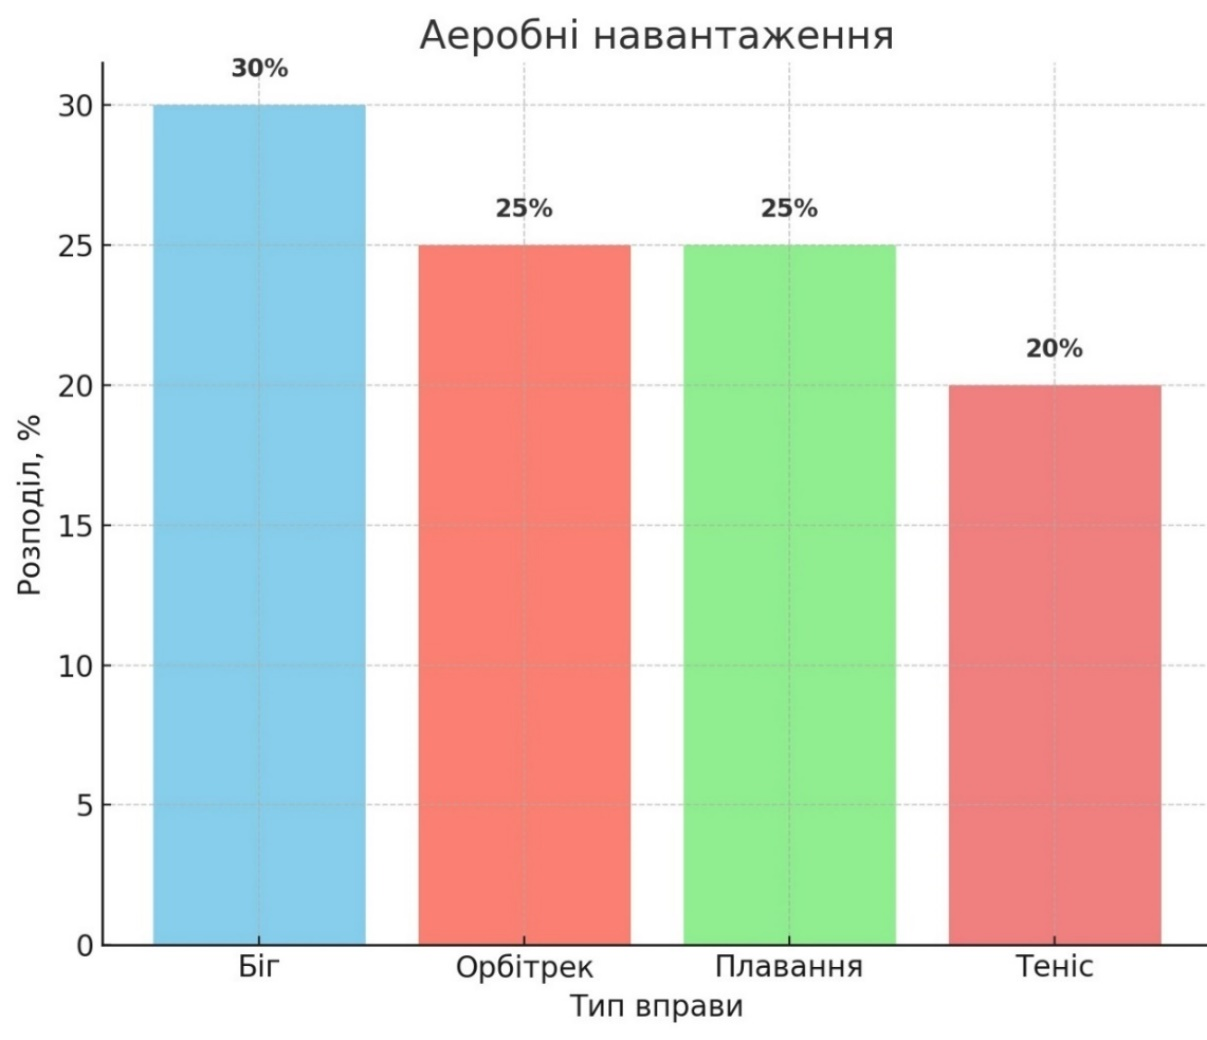 Аеробні навантаження
Розподіл, %
30
25
20
15
10
5
0
30%
25%
25%
20%
Біг
Орбітрек
Плавання
Теніс
Тип вправи